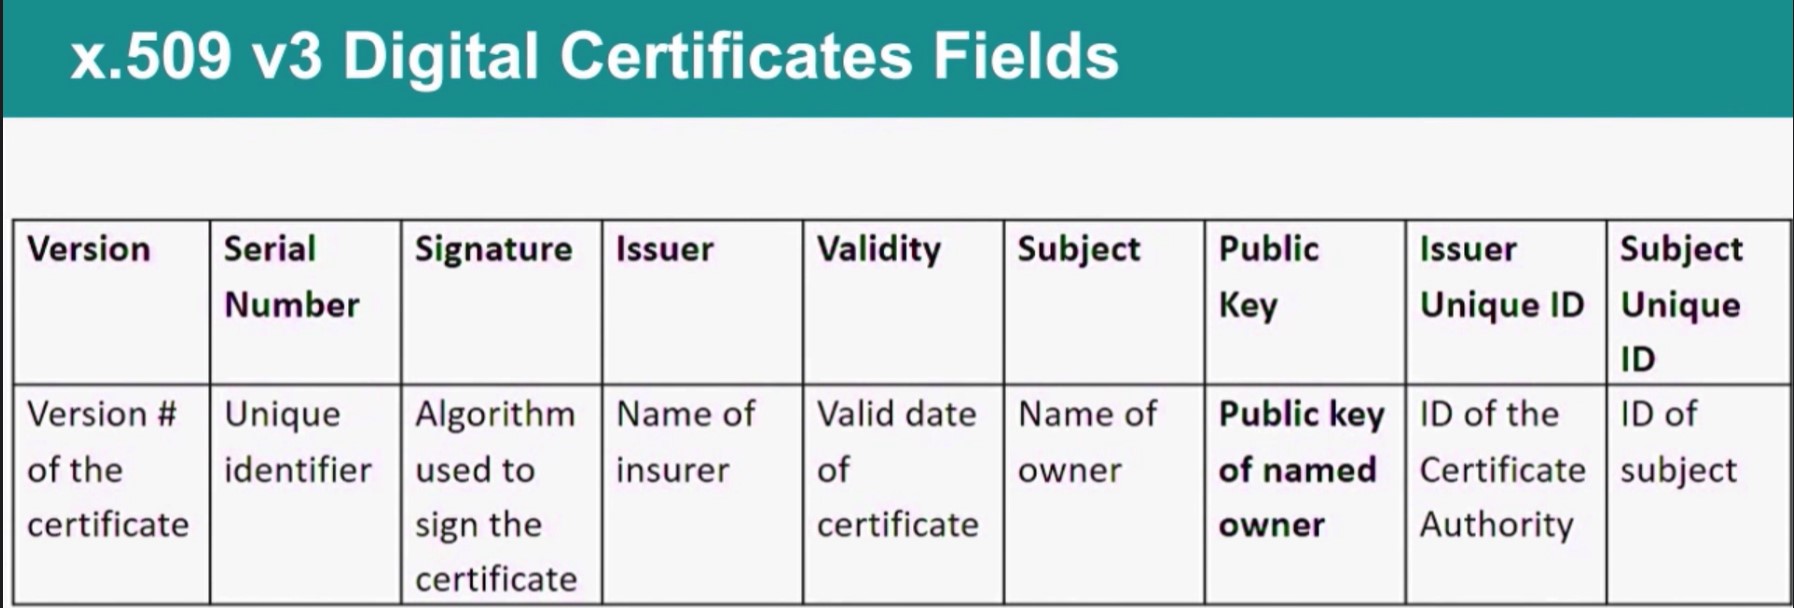 x.509 v3 Digital Certificates Fields
Version
Serial
Number
Signature
Issuer
Validity
Subject
Public
Key
Issuer
Unique ID
Subject
Unique
ID
Version #
of the
certificate
Unique
identifier
Algorithm
used to
sign the
certificate
Name of
insurer
Valid date
of
certificate
Name of
owner
Public key
of named
owner
ID of the
Certificate
Authority
ID of
subject